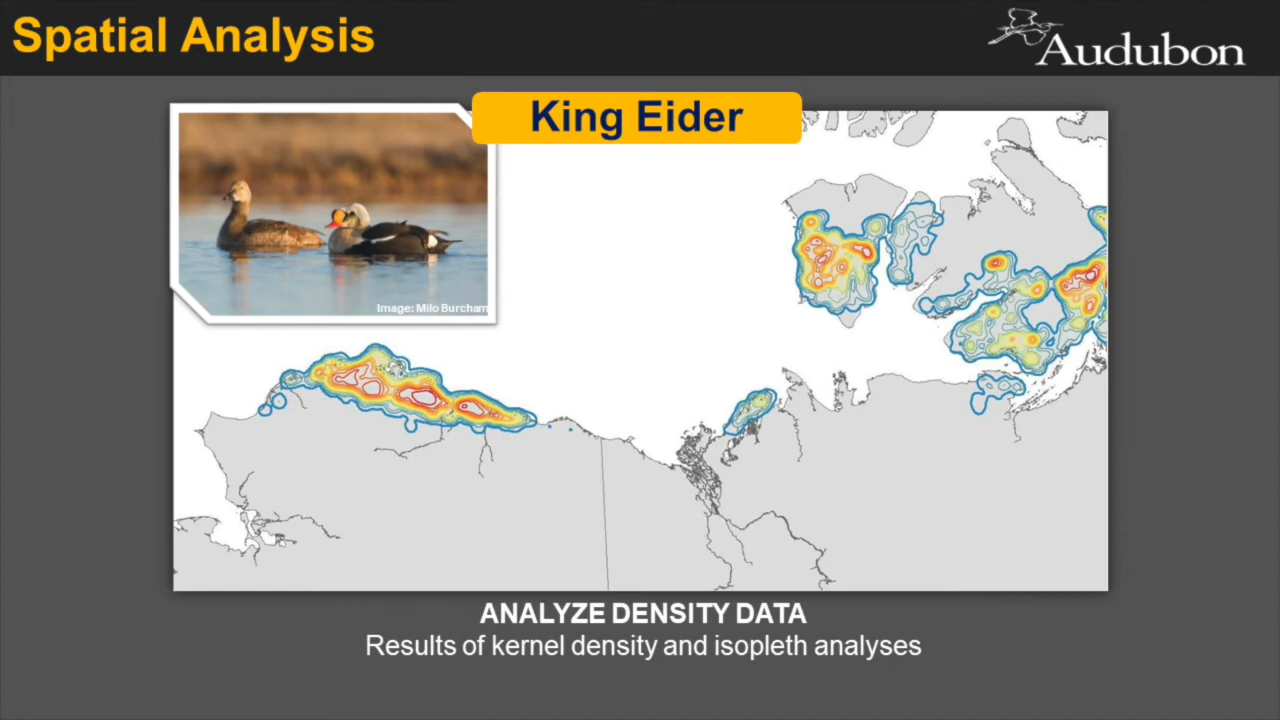 Spatial Analysis
Audubon
King Eider
Image: Milo Burcham
ANALYZE DENSITY DATA
Results of kernel density and isopleth analyses